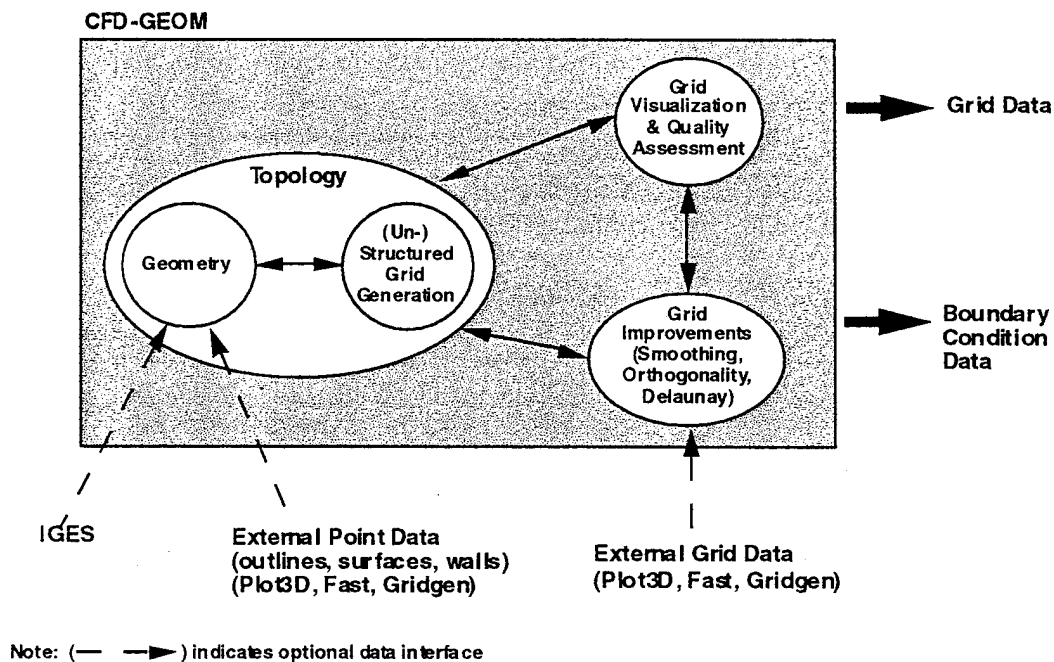 CFD-GEOM
Grid
Visualization
& Quality
Assessment
Grid Data
Topology
Geometry
(Un-)
Structured
Grid
Generation
Grid
Improvements
(Smoothing,
Orthogonality,
Delaunay)
Boundary
Condition
Data
IGES
External Point Data
(outlines, surfaces, walls)
(Plot3D, Fast, Gridgen)
External Grid Data
(Plot3D, Fast, Gridgen)
Note: ( ) indicates optional data interface